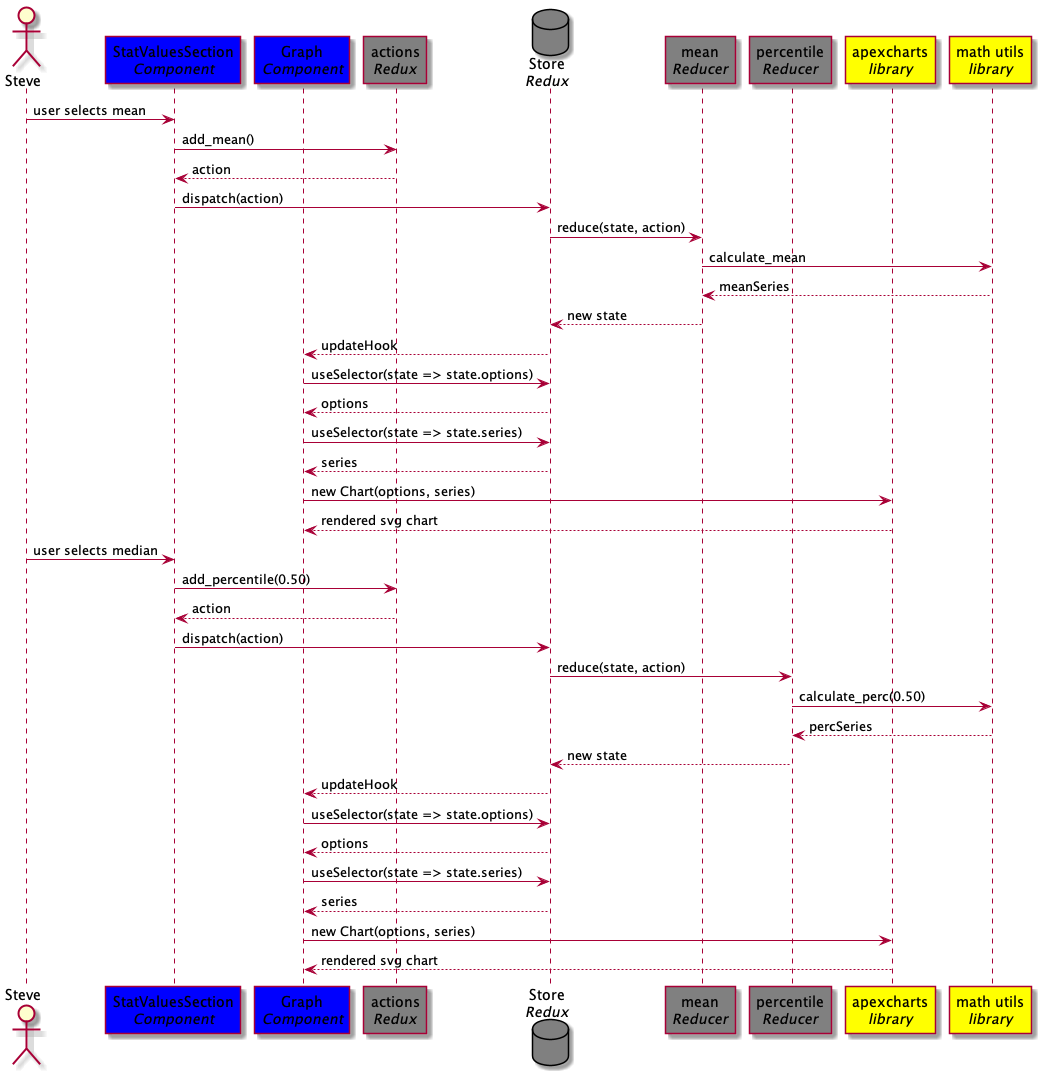 Steve
StatValuesSection
Component
Graph
Component
actions
Redux
Store
Redux
mean
Reducer
percentile
Reducer
apexcharts
library
math utils
library
user selects mean
add_mean()
action
dispatch(action)
reduce(state, action)
calculate_mean
meanSeries
new state
updateHook
useSelector(state => state.options)
options
useSelector(state => state.series)
series
new Chart(options, series)
rendered svg chart
user selects median
add_percentile(0.50)
action
dispatch(action)
reduce(state, action)
calculate_perc(0.50)
percSeries
new state
updateHook
useSelector(state => state.options)
options
useSelector(state => state.series)
series
new Chart(options, series)
rendered svg chart
Steve
StatValuesSection
Component
Graph
Component
actions
Redux
Store
Redux
mean
Reducer
percentile
Reducer
apexcharts
library
math utils
library